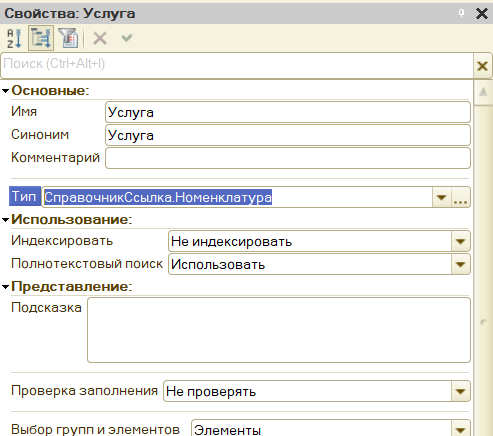 Свойства: Услуга
Поиск (Ctrl+Alt+I)
Основные:
Имя Услуга
Синоним Услуга
Комментарий
Тип СправочникСсылка.Номенклатура ...
Использование:
Индексировать Не индексировать
Полнотекстовый поиск Использовать
Представление:
Подсказка
Проверка заполнения Не проверять
Выбор групп и элементов Элементы